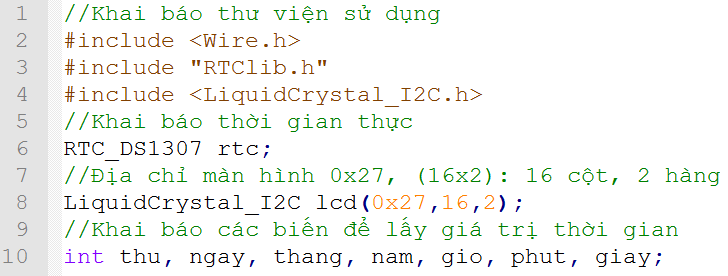 1 //Khai báo thư viện sử dụng
2 #include <Wire.h>
3 #include "RTClib.h"
4 #include <LiquidCrystal_I2C.h>
5 //Khai báo thời gian thực
6 RTC_DS1307 rtc;
7 //Địa chỉ màn hình 0x27, (16x2): 16 cột, 2 hàng
8 LiquidCrystal_I2C lcd(0x27,16,2);
9 //Khai báo các biến để lấy giá trị thời gian
10 int thu, ngay, thang, nam, gio, phut, giay;